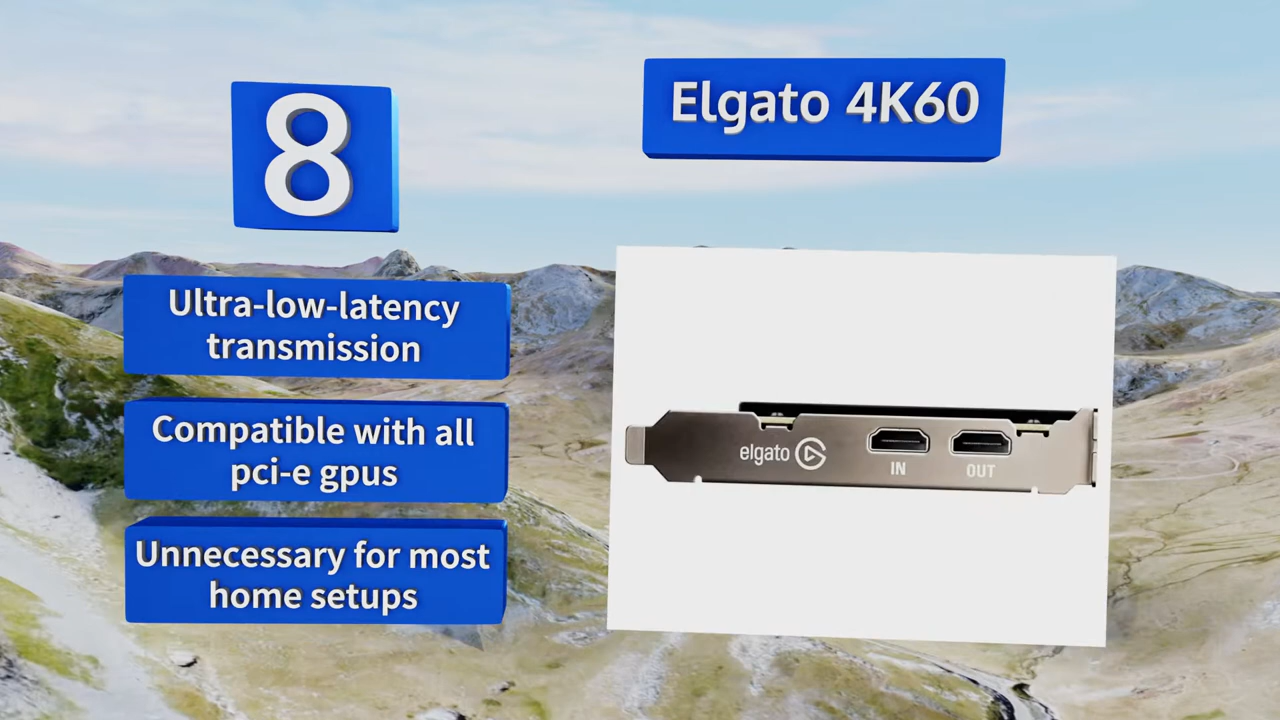 8
Elgato 4K60
Ultra-low-latency
transmission
Compatible with all
pci-e gpus
Unnecessary for most
home setups
elgato
IN
OUT